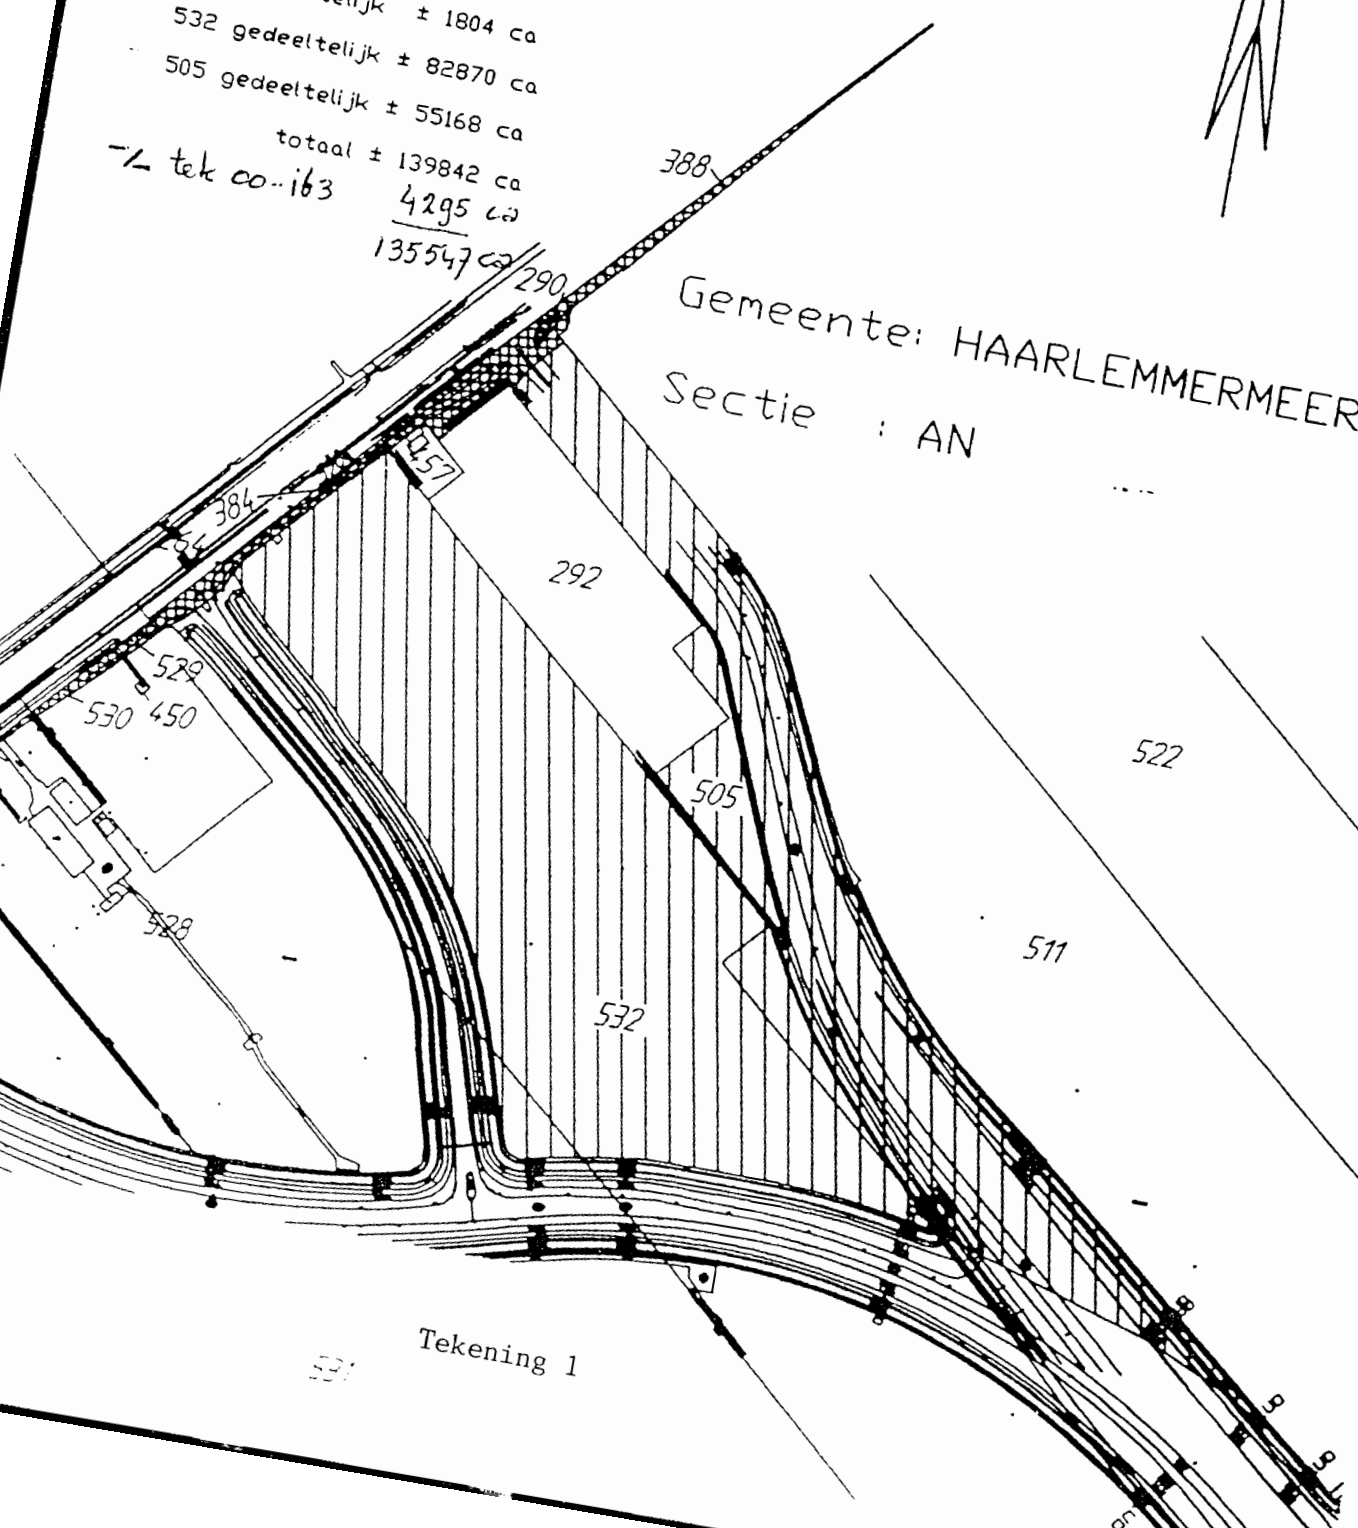 ± 1804 ca
532 gedeeltelijk ± 82870 ca
505 gedeeltelijk ± 55168 ca
totaal ± 139842 ca
-/- tek 00-163 4295 ca
135547 ca
388
290
Gemeente: HAARLEMMERMEER
Sectie : AN
457
384
292
529
530 450
522
505
528
511
532
Tekening 1
531